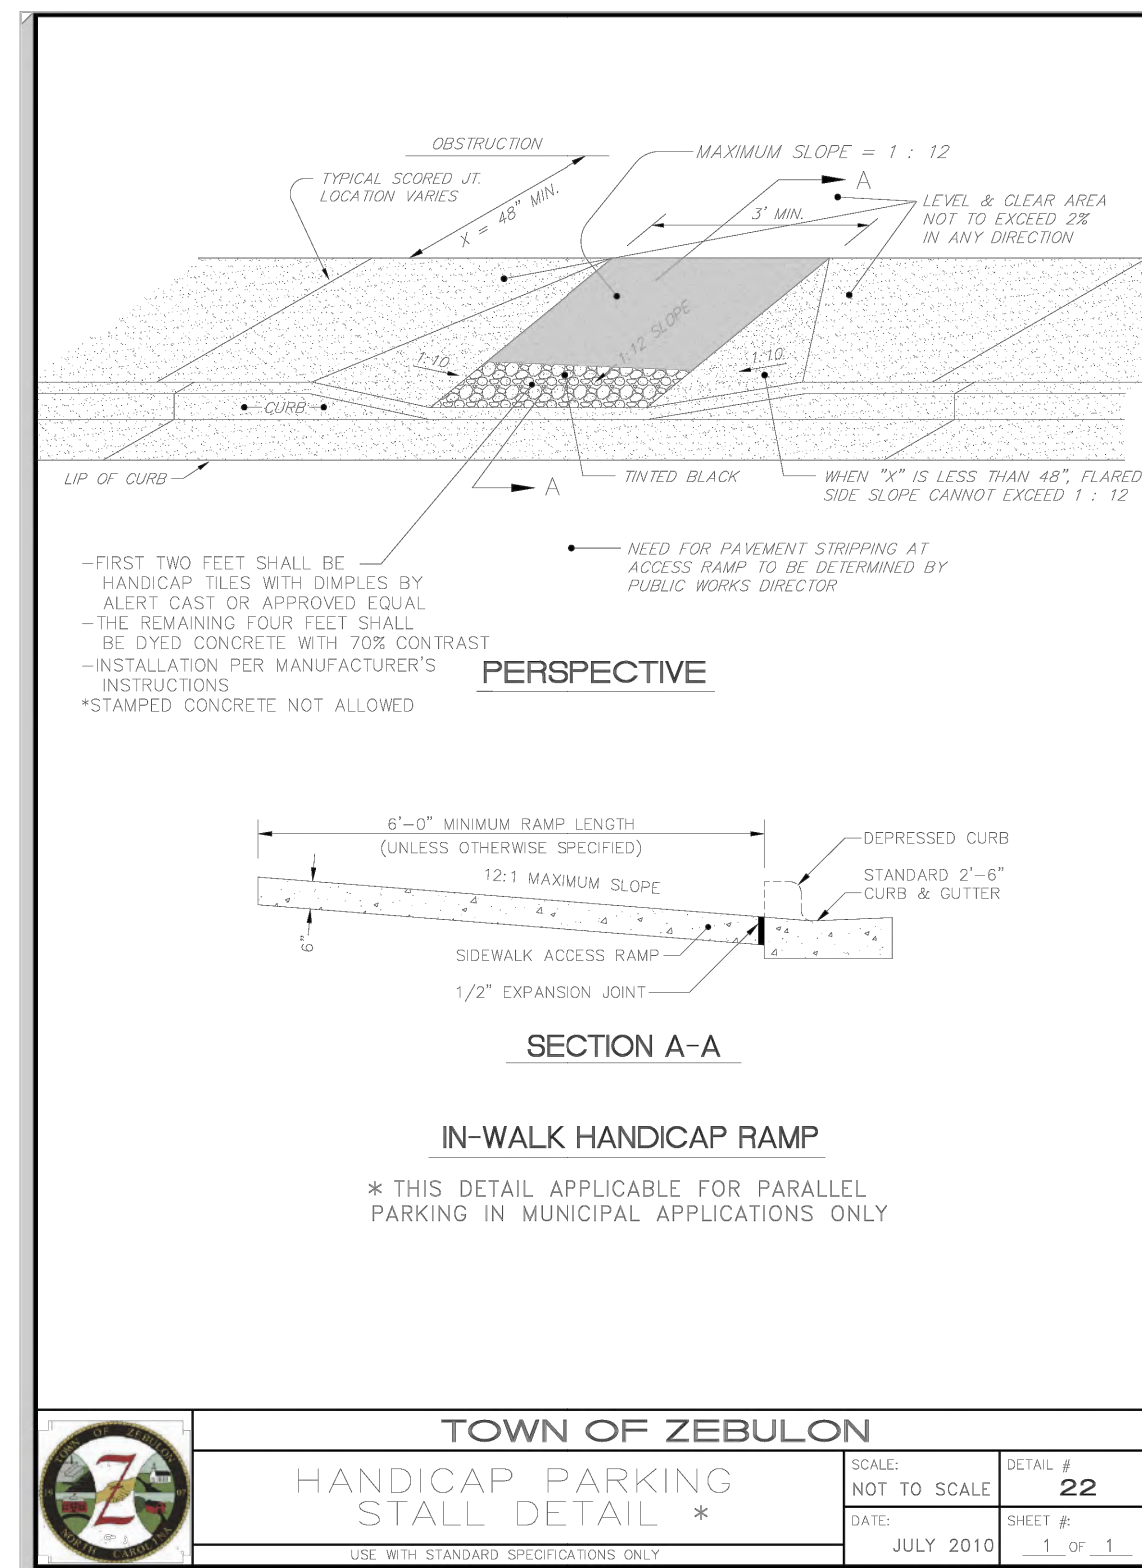 OBSTRUCTION
MAXIMUM SLOPE = 1 : 12
TYPICAL SCORED JT.
LOCATION VARIES
X = 48" MIN.
A
3' MIN.
LEVEL & CLEAR AREA
NOT TO EXCEED 2%
IN ANY DIRECTION
1:12 SLOPE
1:10
1:10
CURB
LIP OF CURB
A
TINTED BLACK
WHEN "X" IS LESS THAN 48", FLARED
SIDE SLOPE CANNOT EXCEED 1 : 12
NEED FOR PAVEMENT STRIPPING AT
ACCESS RAMP TO BE DETERMINED BY
PUBLIC WORKS DIRECTOR
-FIRST TWO FEET SHALL BE
HANDICAP TILES WITH DIMPLES BY
ALERT CAST OR APPROVED EQUAL
-THE REMAINING FOUR FEET SHALL
BE DYED CONCRETE WITH 70% CONTRAST
-INSTALLATION PER MANUFACTURER'S
INSTRUCTIONS
*STAMPED CONCRETE NOT ALLOWED
PERSPECTIVE
6'-0" MINIMUM RAMP LENGTH
(UNLESS OTHERWISE SPECIFIED)
12:1 MAXIMUM SLOPE
DEPRESSED CURB
STANDARD 2'-6"
CURB & GUTTER
6"
SIDEWALK ACCESS RAMP
1/2" EXPANSION JOINT
SECTION A-A
IN-WALK HANDICAP RAMP
* THIS DETAIL APPLICABLE FOR PARALLEL
PARKING IN MUNICIPAL APPLICATIONS ONLY
TOWN OF ZEBULON
19 Z 07
NORTH CAROLINA
TOWN OF ZEBULON
HANDICAP PARKING
STALL DETAIL *
USE WITH STANDARD SPECIFICATIONS ONLY
SCALE:
NOT TO SCALE
DETAIL #
22
DATE:
JULY 2010
SHEET #:
1 OF 1